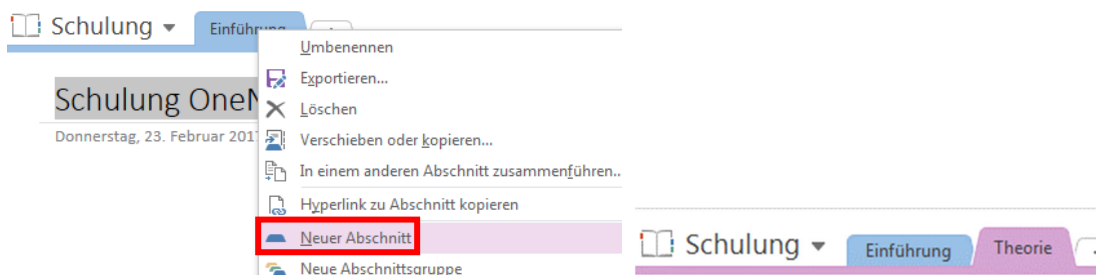 Schulung
Einführung
Umbenennen
Schulung OneN
Exportieren...
Löschen
Donnerstag, 23. Februar 2017
Verschieben oder kopieren...
In einem anderen Abschnitt zusammenführen..
Hyperlink zu Abschnitt kopieren
Neuer Abschnitt
Neue Abschnittsgruppe
Schulung
Einführung
Theorie